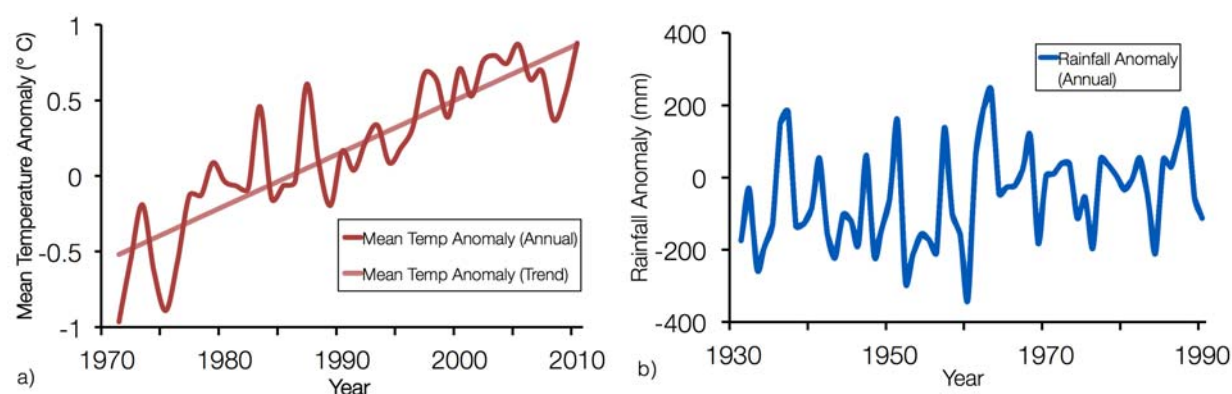 Mean Temperature Anomaly (° C)
1
0.5
0
-0.5
-1
1970
1980
1990
2000
2010
Year
a)
Mean Temp Anomaly (Annual)
Mean Temp Anomaly (Trend)
Rainfall Anomaly (mm)
400
200
0
-200
-400
1930
1950
1970
1990
Year
b)
Rainfall Anomaly
(Annual)